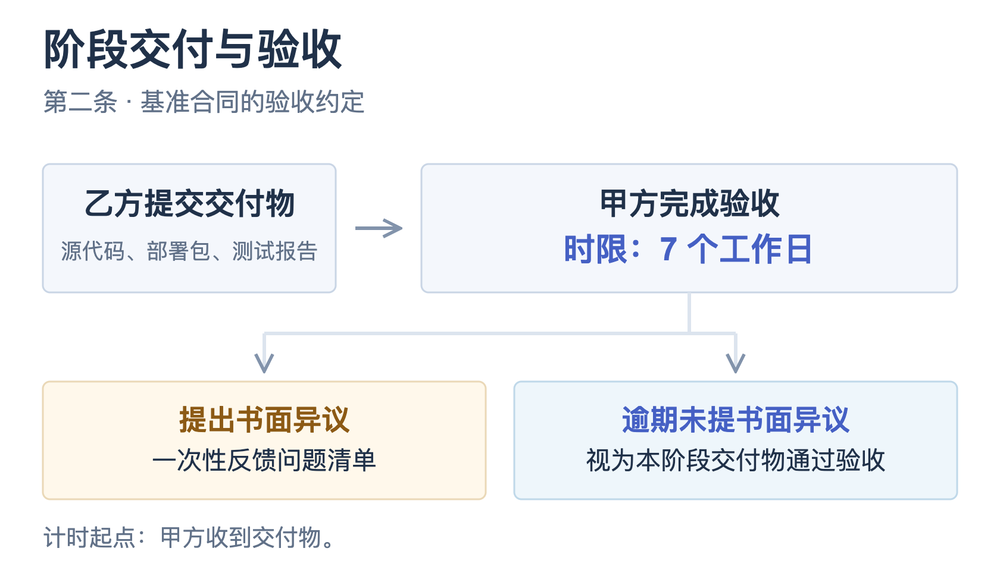 阶段交付与验收
第二条 · 基准合同的验收约定
乙方提交交付物
源代码、部署包、测试报告
甲方完成验收
时限：7 个工作日
提出书面异议
一次性反馈问题清单
逾期未提书面异议
视为本阶段交付物通过验收
计时起点：甲方收到交付物。